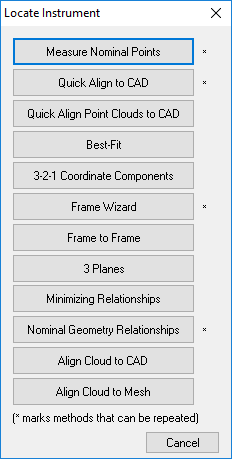 Locate Instrument
Measure Nominal Points *
Quick Align to CAD *
Quick Align Point Clouds to CAD
Best-Fit
3-2-1 Coordinate Components
Frame Wizard *
Frame to Frame
3 Planes
Minimizing Relationships
Nominal Geometry Relationships *
Align Cloud to CAD
Align Cloud to Mesh
(* marks methods that can be repeated)
Cancel